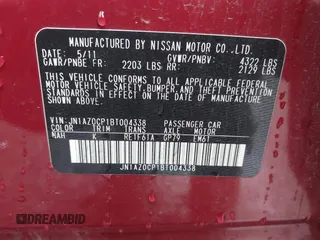 MANUFACTURED BY NISSAN MOTOR CO.,LTD.
5/11 GVWR/PNBV: 4322 LBS
GAWR/PNBE FR: 2203 LBS RR: 2129 LBS
THIS VEHICLE CONFORMS TO ALL APPLICABLE FEDERAL
MOTOR VEHICLE SAFETY, BUMPER, AND THEFT
PREVENTION STANDARDS IN EFFECT ON THE DATE OF
MANUFACTURE SHOWN ABOVE.
VIN: JN1AZ0CP1BT004338 PASSENGER CAR
COLOR TRIM TRANS AXLE MOTOR
NAH K RE1F61A GP79 EM61
JN1AZ0CP1BT004338